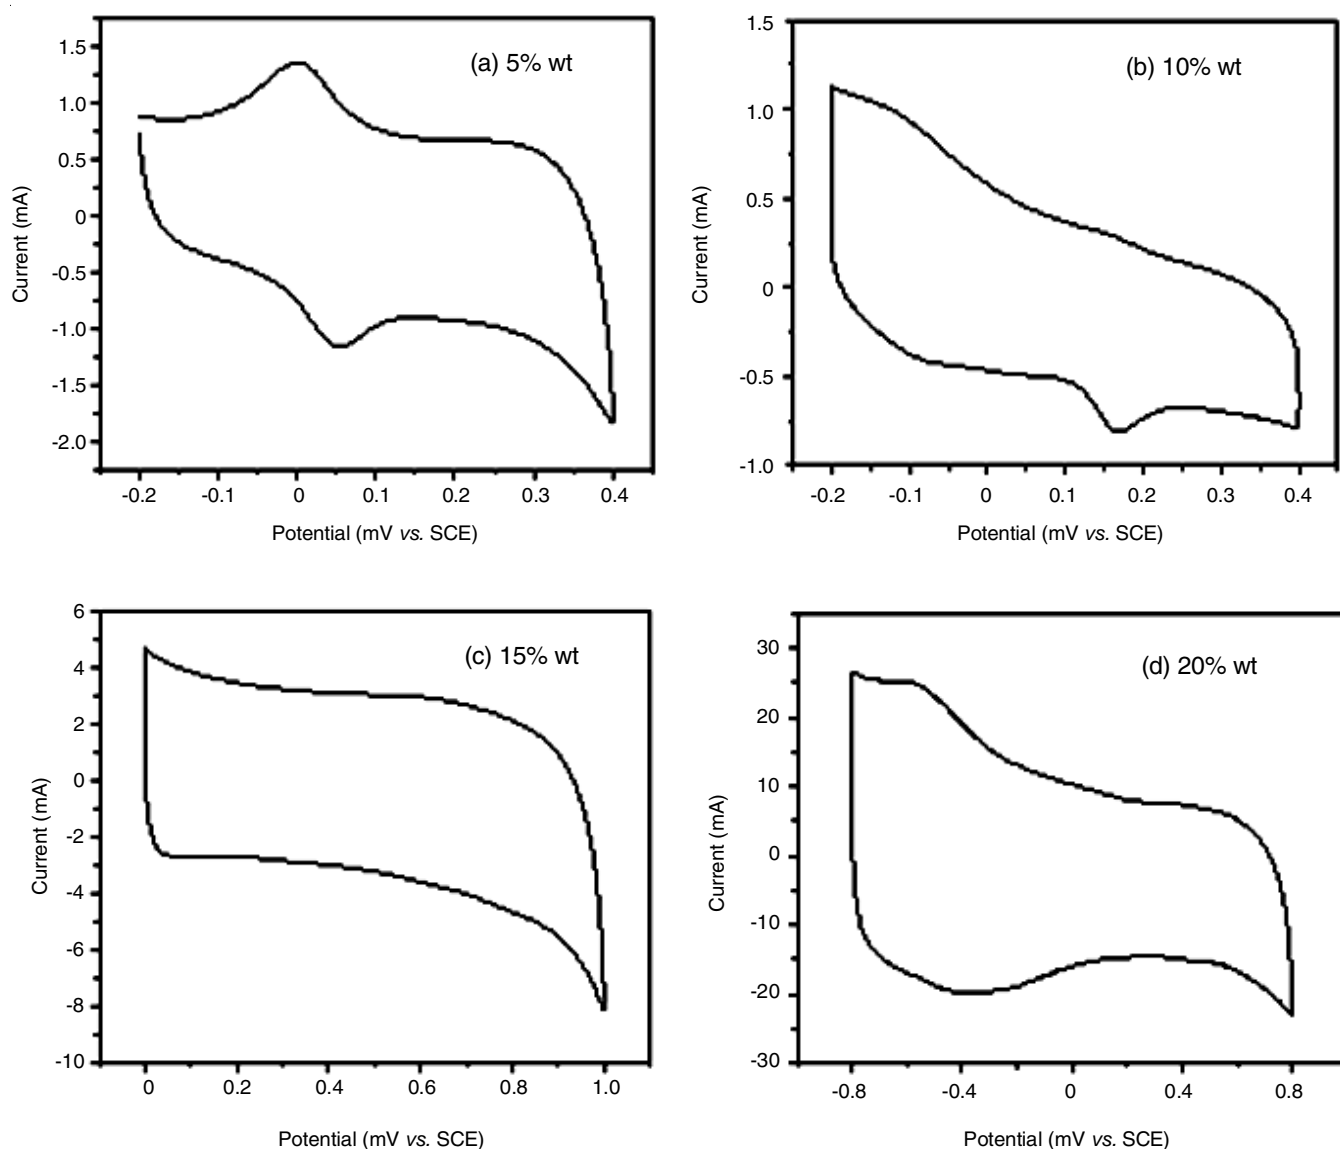 (a) 5% wt
1.5
1.0
0.5
0
-0.5
-1.0
-1.5
-2.0
Current (mA)
-0.2 -0.1 0 0.1 0.2 0.3 0.4
Potential (mV vs. SCE)
(b) 10% wt
1.5
1.0
0.5
0
-0.5
-1.0
Current (mA)
-0.2 -0.1 0 0.1 0.2 0.3 0.4
Potential (mV vs. SCE)
(c) 15% wt
6
4
2
0
-2
-4
-6
-8
-10
Current (mA)
0 0.2 0.4 0.6 0.8 1.0
Potential (mV vs. SCE)
(d) 20% wt
30
20
10
0
-10
-20
-30
Current (mA)
-0.8 -0.4 0 0.4 0.8
Potential (mV vs. SCE)